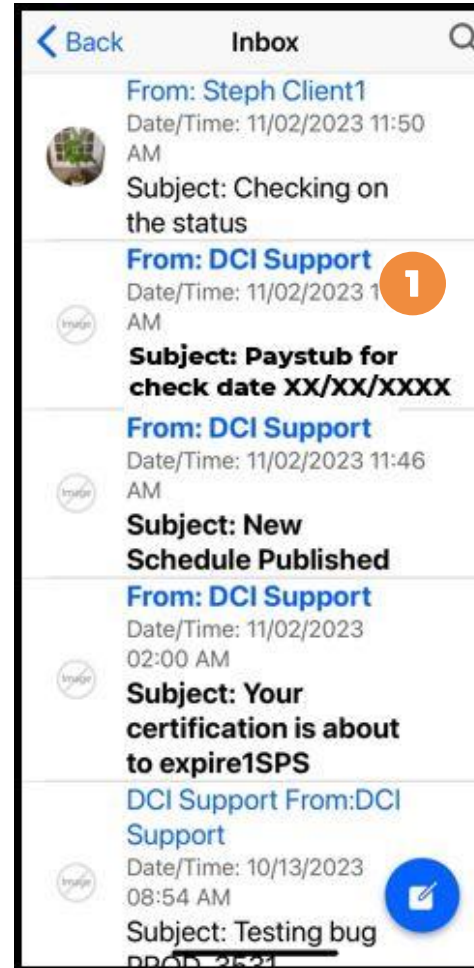 Back Inbox
From: Steph Client1
Date/Time: 11/02/2023 11:50
AM
Subject: Checking on
the status
From: DCI Support
Date/Time: 11/02/2023 1
1
Image
AM
Subject: Paystub for
check date XX/XX/XXXX
From: DCI Support
Date/Time: 11/02/2023 11:46
Image
AM
Subject: New
Schedule Published
From: DCI Support
Date/Time: 11/02/2023
Image
02:00 AM
Subject: Your
certification is about
to expire1SPS
DCI Support From:DCI
Support
Date/Time: 10/13/2023
Image
08:54 AM
Subject: Testing bug